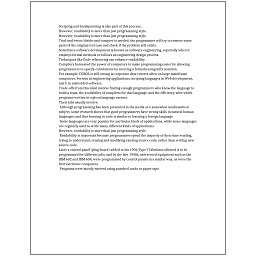 Scripting and breakpointing is also part of this process.
However, readability is more than just programming style.
However, readability is more than just programming style.
Trial-and-error/divide-and-conquer is needed: the programmer will try to remove some
parts of the original test case and check if the problem still exists.
Sometimes software development is known as software engineering, especially when it
employs formal methods or follows an engineering design process.
Techniques like Code refactoring can enhance readability.
Compilers harnessed the power of computers to make programming easier by allowing
programmers to specify calculations by entering a formula using infix notation.
For example, COBOL is still strong in corporate data centers often on large mainframe
computers, Fortran in engineering applications, scripting languages in Web development,
and C in embedded software.
Trade-offs from this ideal involve finding enough programmers who know the language to
build a team, the availability of compilers for that language, and the efficiency with which
programs written in a given language execute.
Their jobs usually involve:
Although programming has been presented in the media as a somewhat mathematical
subject, some research shows that good programmers have strong skills in natural human
languages, and that learning to code is similar to learning a foreign language.
Some languages are very popular for particular kinds of applications, while some languages
are regularly used to write many different kinds of applications.
However, readability is more than just programming style.
Readability is important because programmers spend the majority of their time reading,
trying to understand, reusing and modifying existing source code, rather than writing new
source code.
Later a control panel (plug board) added to his 1906 Type I Tabulator allowed it to be
programmed for different jobs, and by the late 1940s, unit record equipment such as the
IBM 602 and IBM 604, were programmed by control panels in a similar way, as were the
first electronic computers.
Programs were mostly entered using punched cards or paper tape.